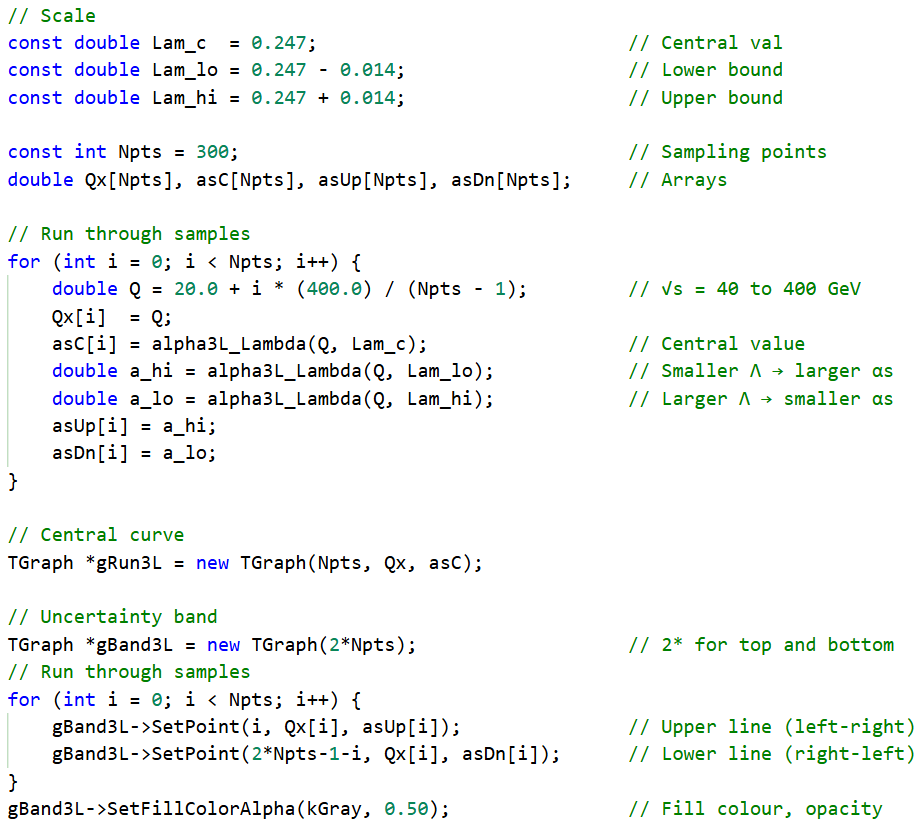 // Scale
const double Lam_c  = 0.247;                            // Central val
const double Lam_lo = 0.247 - 0.014;                    // Lower bound
const double Lam_hi = 0.247 + 0.014;                    // Upper bound

const int Npts = 300;                                   // Sampling points
double Qx[Npts], asC[Npts], asUp[Npts], asDn[Npts];     // Arrays

// Run through samples
for (int i = 0; i < Npts; i++) {
    double Q = 20.0 + i * (400.0) / (Npts - 1);         // √s = 40 to 400 GeV
    Qx[i]  = Q;
    asC[i] = alpha3L_Lambda(Q, Lam_c);                  // Central value
    double a_hi = alpha3L_Lambda(Q, Lam_lo);            // Smaller Λ → larger αs
    double a_lo = alpha3L_Lambda(Q, Lam_hi);            // Larger Λ → smaller αs
    asUp[i] = a_hi;
    asDn[i] = a_lo;
}

// Central curve
TGraph *gRun3L = new TGraph(Npts, Qx, asC);

// Uncertainty band
TGraph *gBand3L = new TGraph(2*Npts);                   // 2* for top and bottom
// Run through samples
for (int i = 0; i < Npts; i++) {
    gBand3L->SetPoint(i, Qx[i], asUp[i]);               // Upper line (left-right)
    gBand3L->SetPoint(2*Npts-1-i, Qx[i], asDn[i]);      // Lower line (right-left)
}
gBand3L->SetFillColorAlpha(kGray, 0.50);                // Fill colour, opacity